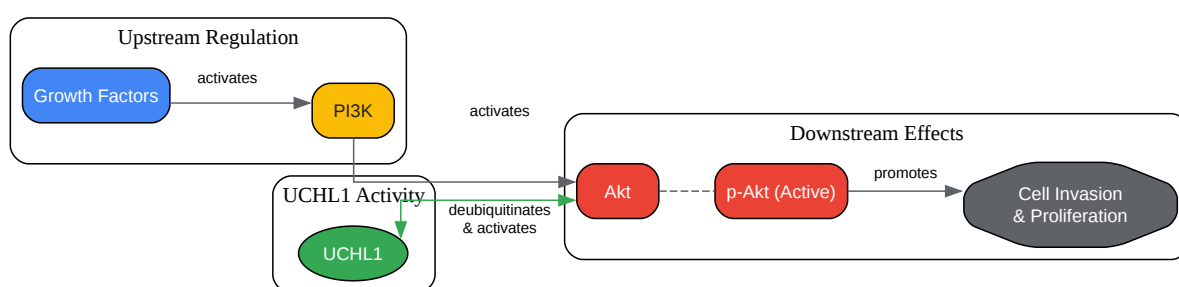 Upstream Regulation
Growth Factors
activates
PI3K
activates
UCHL1 Activity
UCHL1
deubiquitinates
& activates
Downstream Effects
Akt
p-Akt (Active)
promotes
Cell Invasion
& Proliferation